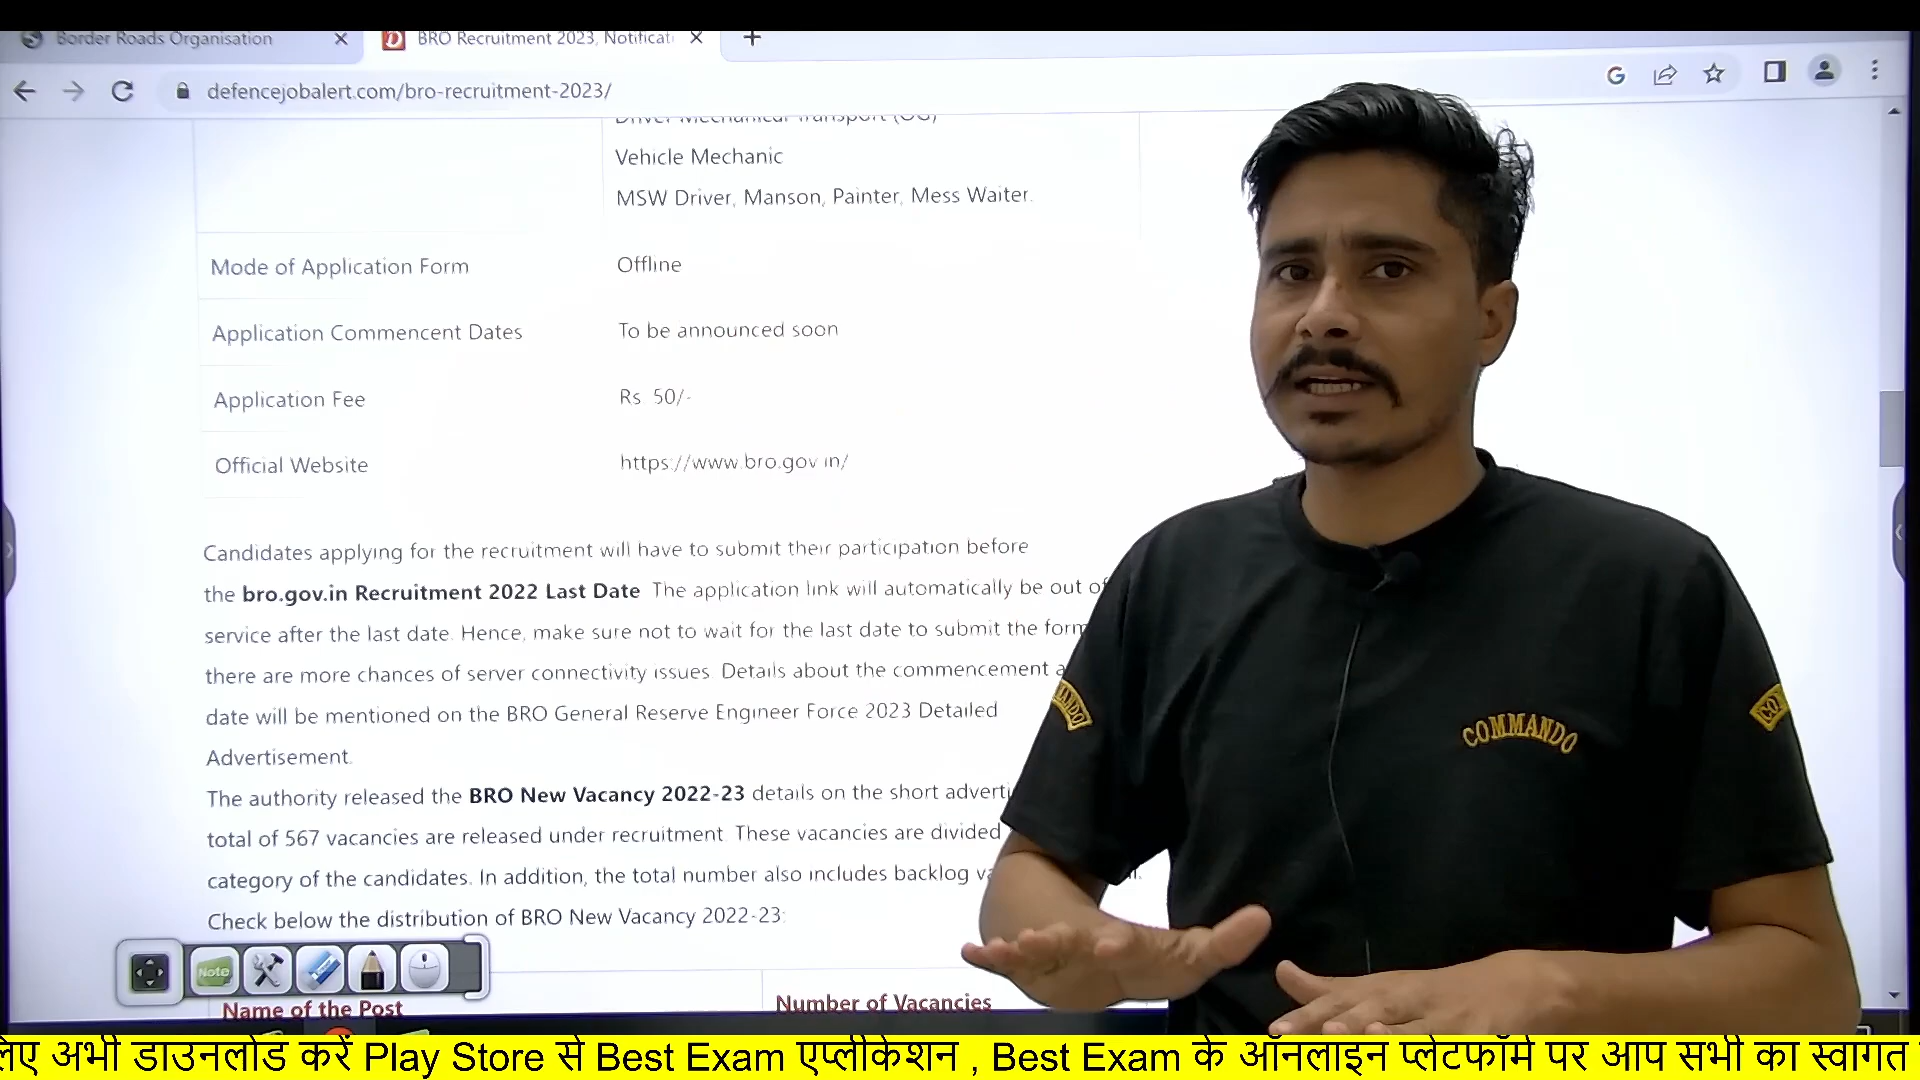 Border Roads Organisation
BRO Recruitment 2023, Notificati
defencejobalert.com/bro-recruitment-2023/
Driver Mechanical Transport (OG)
Vehicle Mechanic
MSW Driver, Manson, Painter, Mess Waiter.
Mode of Application Form Offline
Application Commencent Dates To be announced soon
Application Fee Rs. 50/-
Official Website https://www.bro.gov.in/
Candidates applying for the recruitment will have to submit their participation before
the bro.gov.in Recruitment 2022 Last Date. The application link will automatically be out of
service after the last date. Hence, make sure not to wait for the last date to submit the form
there are more chances of server connectivity issues. Details about the commencement a
date will be mentioned on the BRO General Reserve Engineer Force 2023 Detailed
Advertisement.
The authority released the BRO New Vacancy 2022-23 details on the short adverti
total of 567 vacancies are released under recruitment. These vacancies are divided
category of the candidates. In addition, the total number also includes backlog va
Check below the distribution of BRO New Vacancy 2022-23:
Note
Name of the Post Number of Vacancies
COMMANDO
लिए अभी डाउनलोड करें Play Store से Best Exam एप्लीकेशन , Best Exam के ऑनलाइन प्लेटफॉर्म पर आप सभी का स्वागत